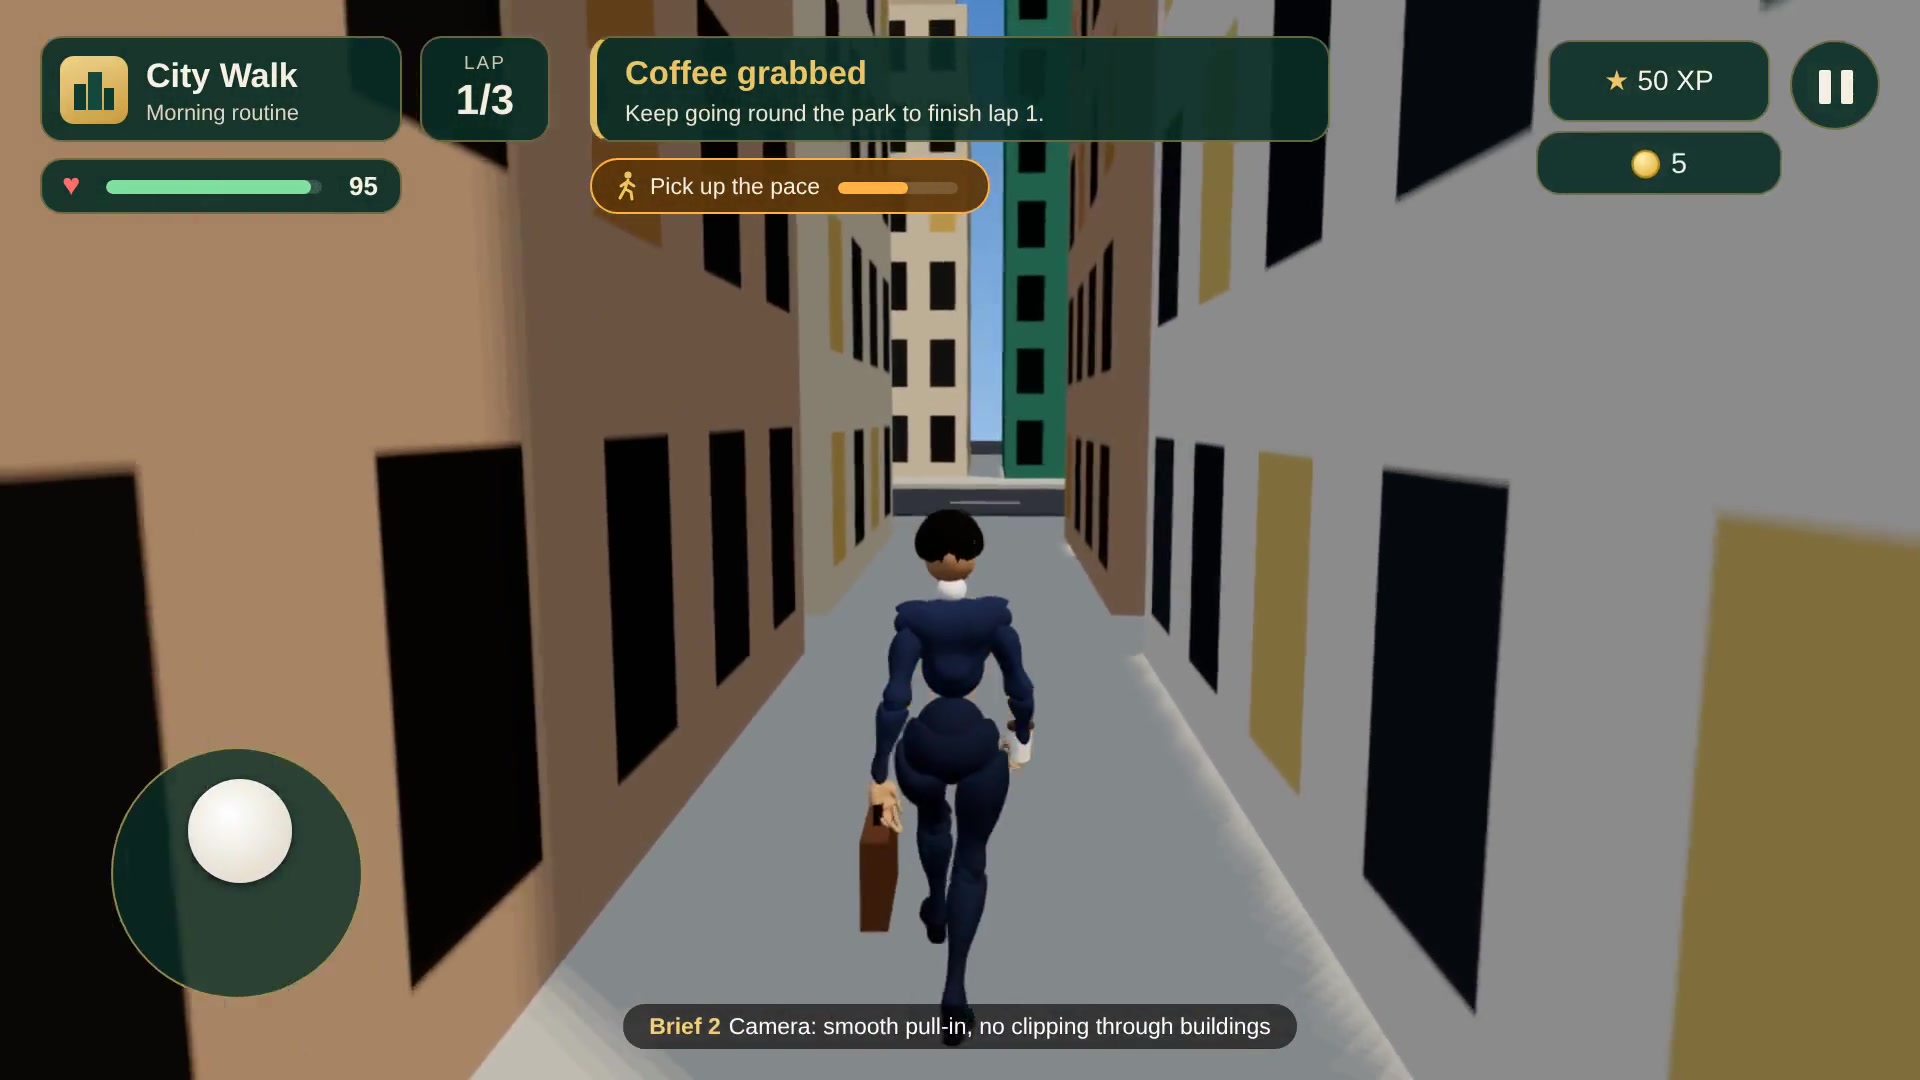 City Walk
Morning routine
LAP
1/3
Coffee grabbed
Keep going round the park to finish lap 1.
★ 50 XP
95
Pick up the pace
5
Brief 2 Camera: smooth pull-in, no clipping through buildings